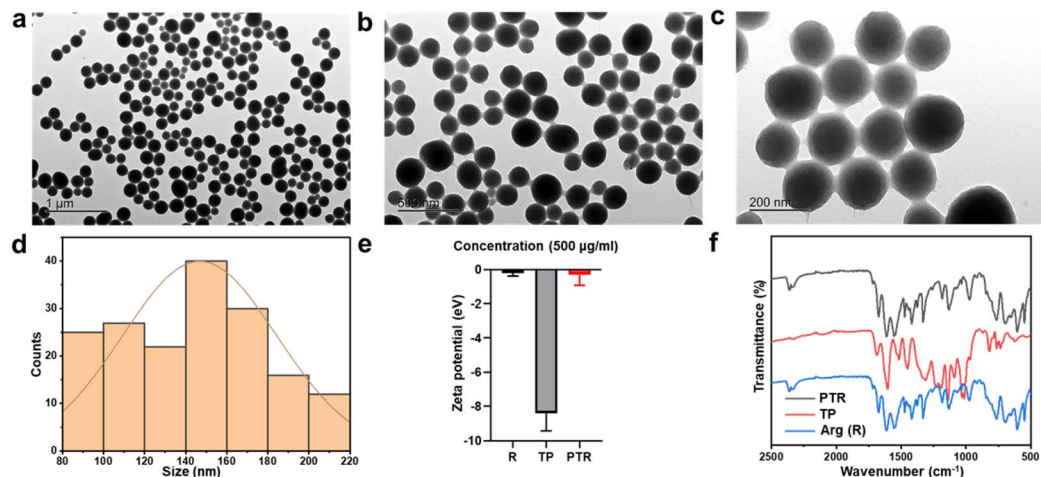 a
1 µm
b
500 nm
c
200 nm
d
Counts
40
30
20
10
0
80 100 120 140 160 180 200 220
Size (nm)
e
Concentration (500 µg/ml)
Zeta potential (eV)
0
-2
-4
-6
-8
-10
R TP PTR
f
Transmittance (%)
PTR
TP
Arg (R)
2500 2000 1500 1000 500
Wavenumber (cm⁻¹)